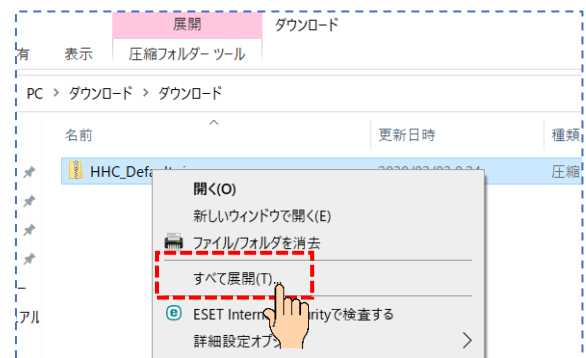 展開 ダウンロード
有 表示 圧縮フォルダー ツール
PC > ダウンロード > ダウンロード
名前 更新日時 種類
HHC_Defa 圧縮
開く(O)
新しいウィンドウで開く(E)
ファイル/フォルダを消去
すべて展開(T)...
アル
ESET Intern rityで検査する
詳細設定オプ